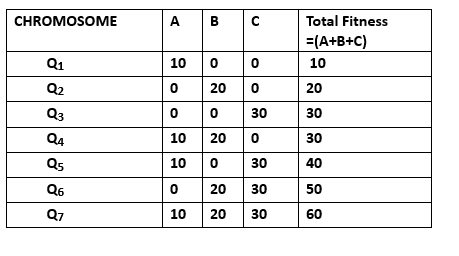 CHROMOSOME A B C Total Fitness
=(A+B+C)
Q1 10 0 0 10
Q2 0 20 0 20
Q3 0 0 30 30
Q4 10 20 0 30
Q5 10 0 30 40
Q6 0 20 30 50
Q7 10 20 30 60